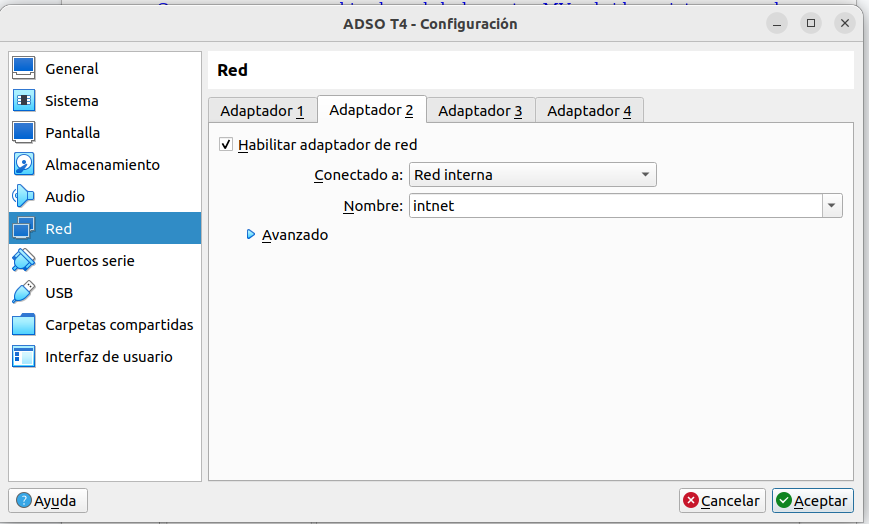 ADSO T4 - Configuración
General
Sistema
Pantalla
Almacenamiento
Audio
Red
Puertos serie
USB
Carpetas compartidas
Interfaz de usuario
Red
Adaptador 1 Adaptador 2 Adaptador 3 Adaptador 4
Habilitar adaptador de red
Conectado a: Red interna
Nombre: intnet
Avanzado
Ayuda Cancelar Aceptar